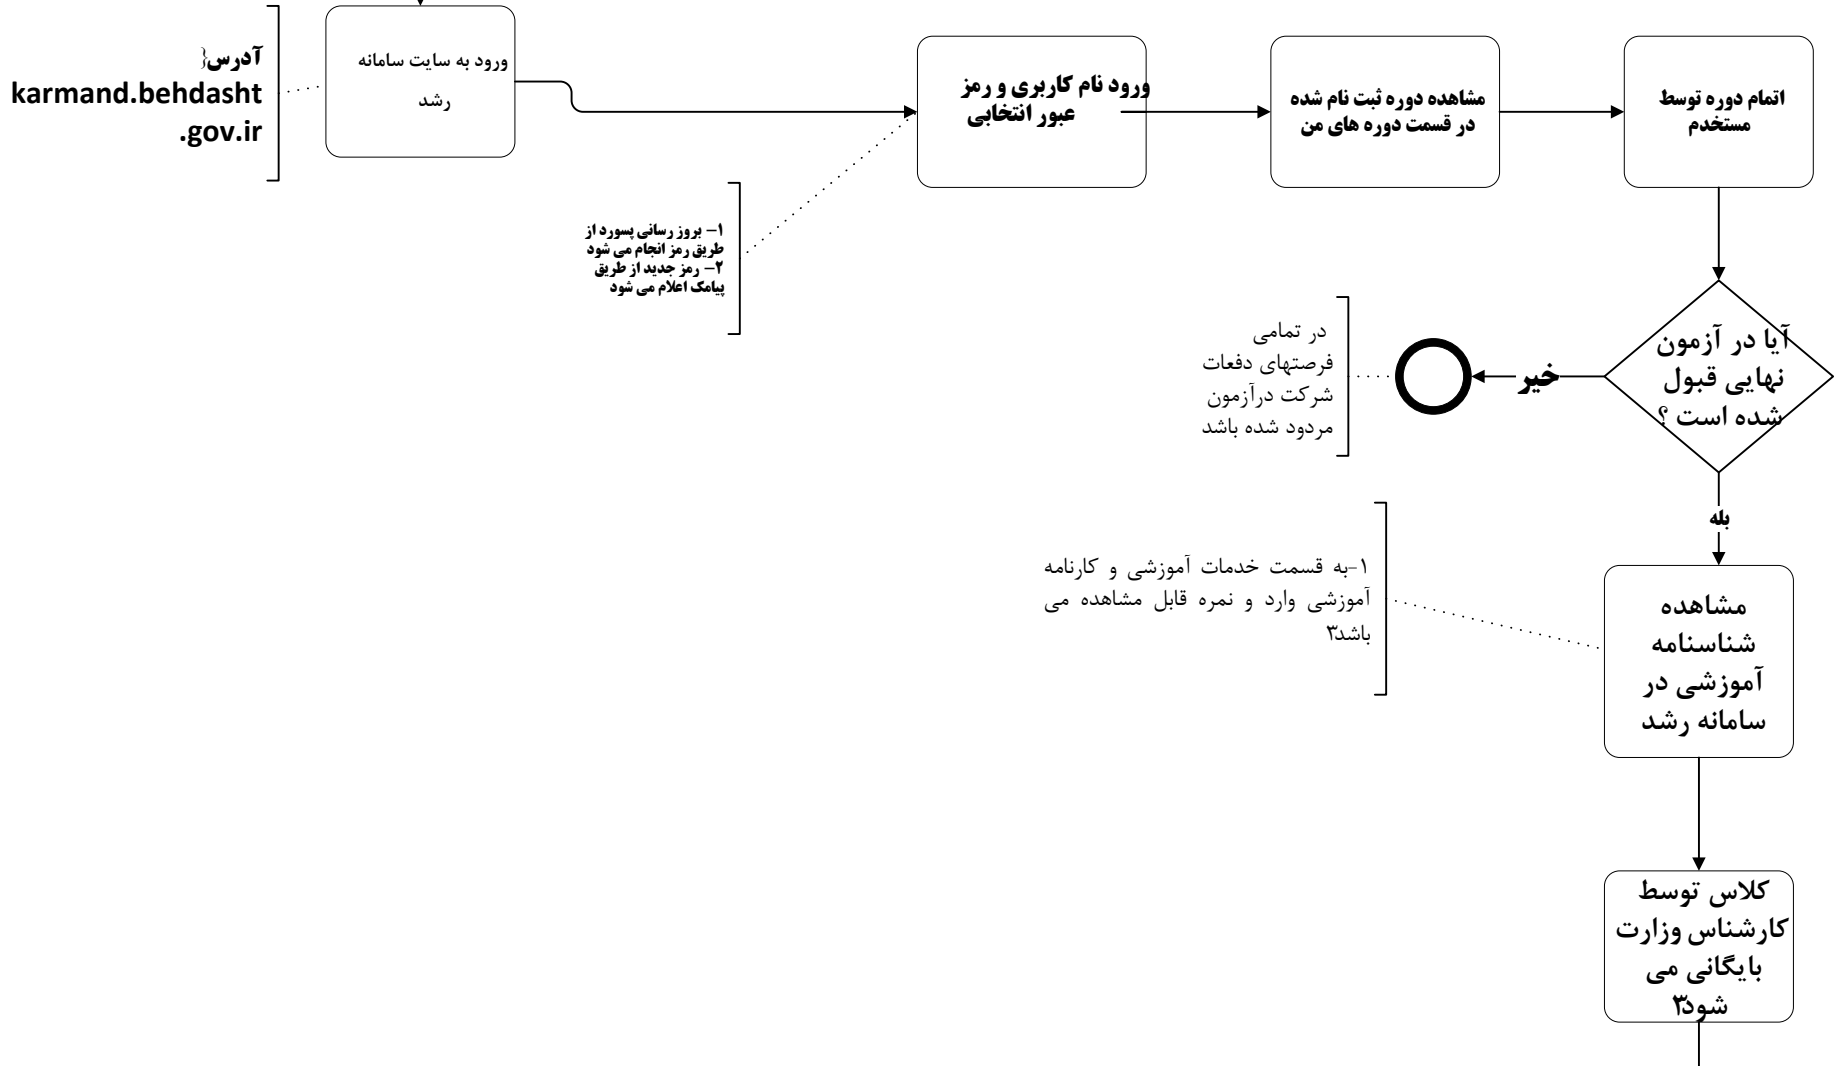 آدرس{
karmand.behdasht
.gov.ir
ورود به سایت سامانه
رشد
ورود نام کاربری و رمز
عبور انتخابی
مشاهده دوره ثبت نام شده
در قسمت دوره های من
اتمام دوره توسط
مستخدم
۱- بروز رسانی پسورد از
طریق رمز انجام می شود
۲- رمز جدید از طریق
پیامک اعلام می شود
آیا در آزمون
نهایی قبول
شده است ؟
خیر
در تمامی
فرصتهای دفعات
شرکت درآزمون
مردود شده باشد
بله
۱-به قسمت خدمات آموزشی و کارنامه
آموزشی وارد و نمره قابل مشاهده می
باشد۳
مشاهده
شناسنامه
آموزشی در
سامانه رشد
کلاس توسط
کارشناس وزارت
بایگانی می
شود۳